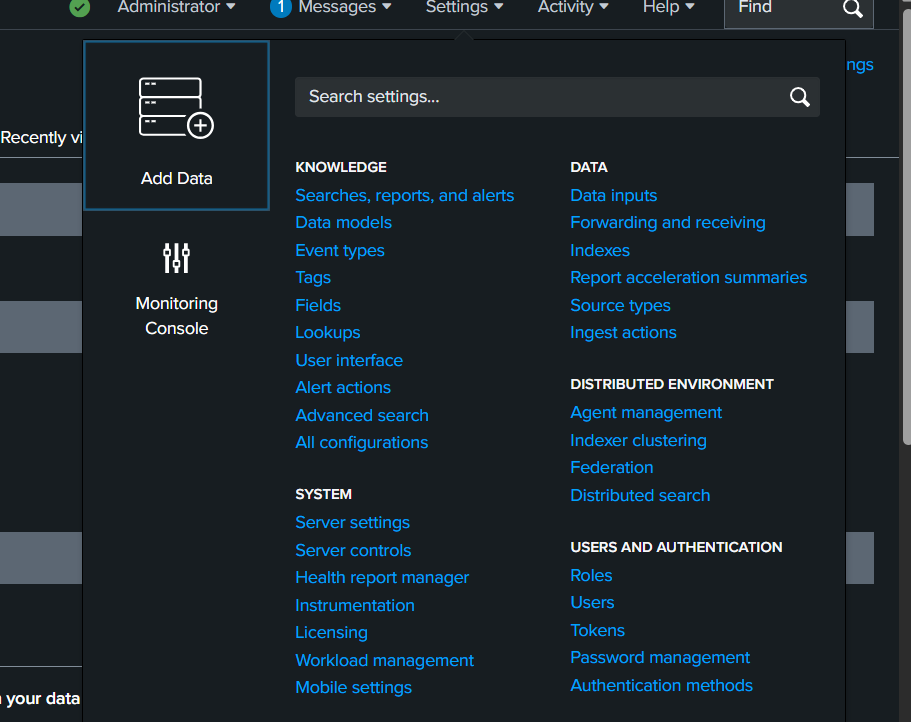 Administrator
1
Messages
Settings
Activity
Help
Find
ngs
Recently vi
Add Data
Monitoring
Console
Search settings...
KNOWLEDGE
Searches, reports, and alerts
Data models
Event types
Tags
Fields
Lookups
User interface
Alert actions
Advanced search
All configurations
SYSTEM
Server settings
Server controls
Health report manager
Instrumentation
Licensing
Workload management
Mobile settings
DATA
Data inputs
Forwarding and receiving
Indexes
Report acceleration summaries
Source types
Ingest actions
DISTRIBUTED ENVIRONMENT
Agent management
Indexer clustering
Federation
Distributed search
USERS AND AUTHENTICATION
Roles
Users
Tokens
Password management
Authentication methods
your data